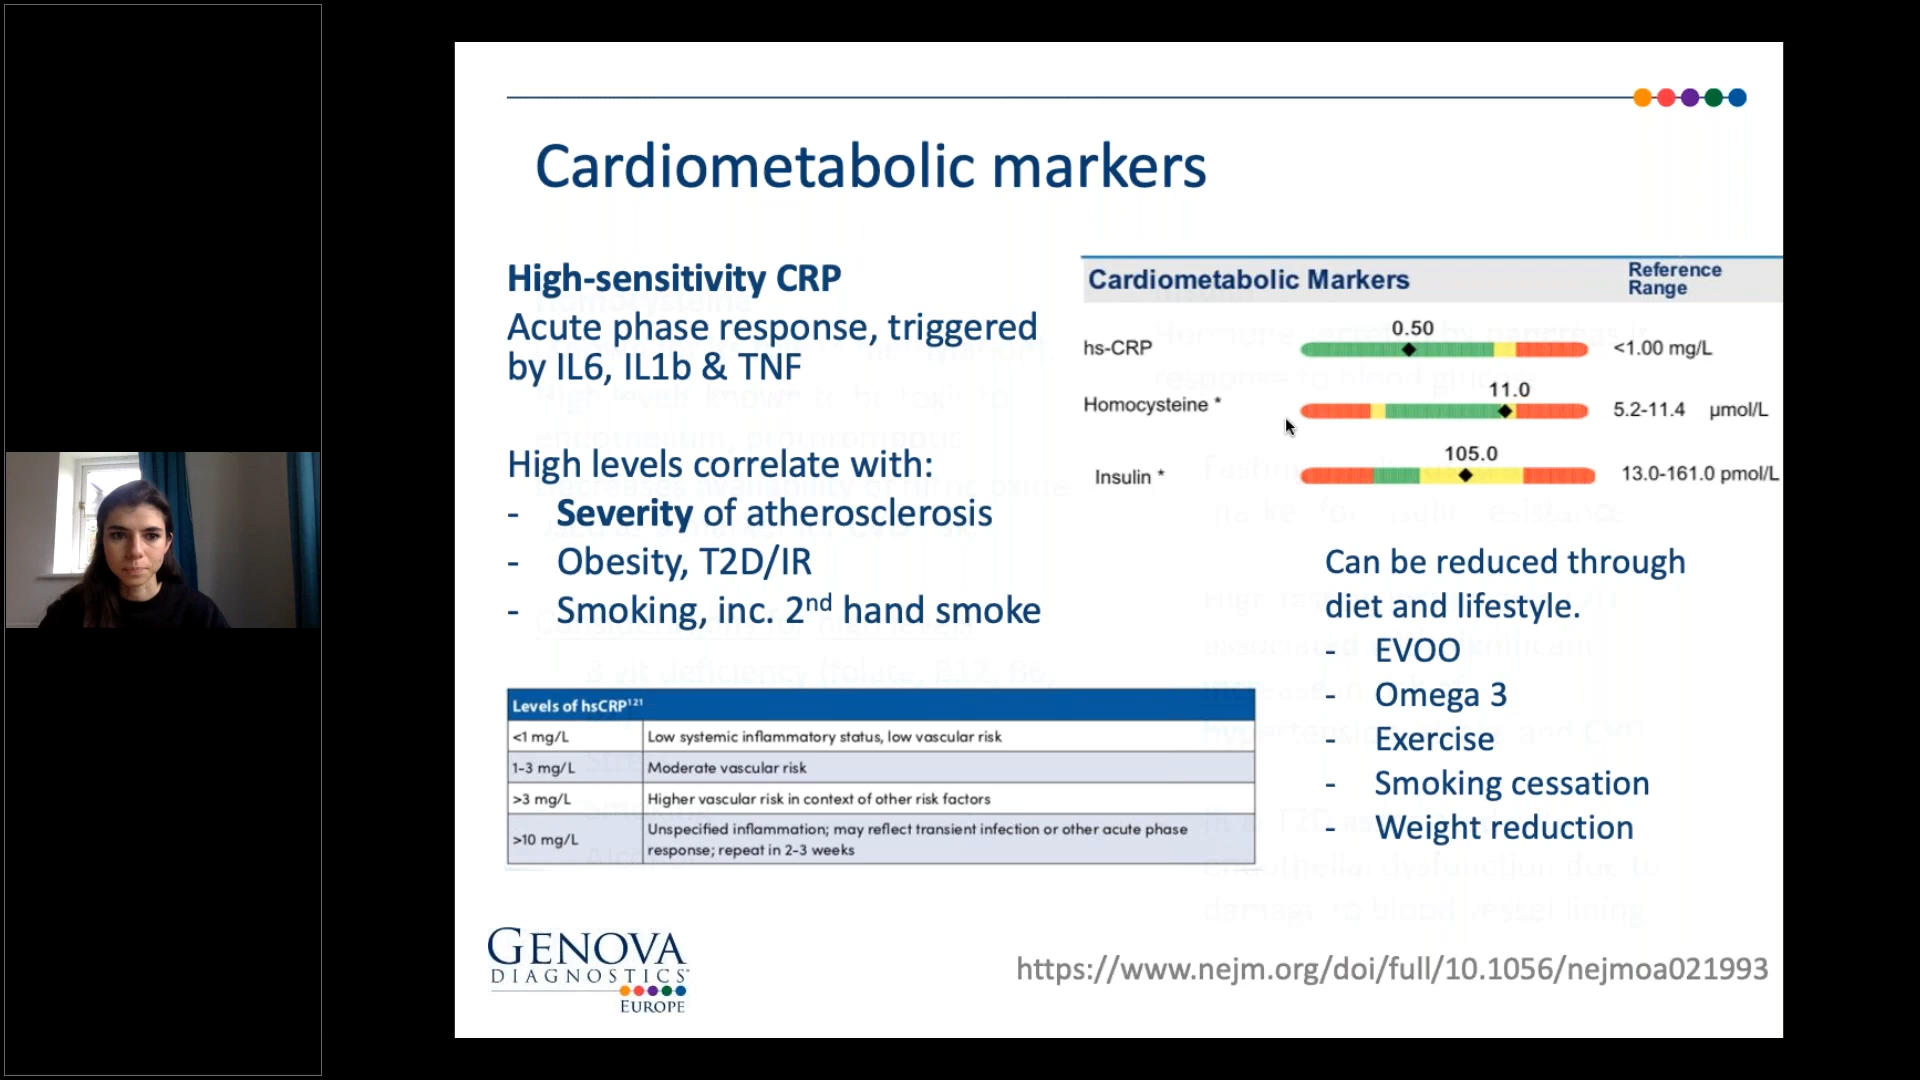 Cardiometabolic markers
High-sensitivity CRP
Acute phase response, triggered
by IL6, IL1b & TNF
High levels correlate with:
- Severity of atherosclerosis
- Obesity, T2D/IR
- Smoking, inc. 2nd hand smoke
Cardiometabolic Markers
Reference
Range
0.50
hs-CRP <1.00 mg/L
11.0
Homocysteine * 5.2-11.4 µmol/L
105.0
Insulin * 13.0-161.0 pmol/L
Can be reduced through
diet and lifestyle.
- EVOO
- Omega 3
- Exercise
- Smoking cessation
- Weight reduction
Levels of hsCRP121
<1 mg/L Low systemic inflammatory status, low vascular risk
1-3 mg/L Moderate vascular risk
>3 mg/L Higher vascular risk in context of other risk factors
>10 mg/L Unspecified inflammation; may reflect transient infection or other acute phase
response; repeat in 2-3 weeks
GENOVA
DIAGNOSTICS
EUROPE
https://www.nejm.org/doi/full/10.1056/nejmoa021993